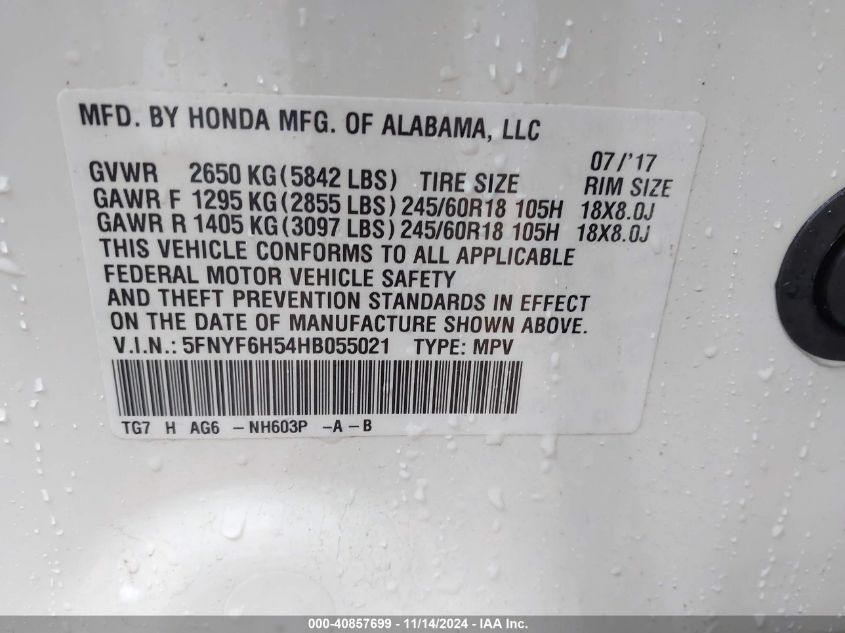 MFD. BY HONDA MFG. OF ALABAMA, LLC
07/'17
GVWR 2650 KG(5842 LBS) TIRE SIZE RIM SIZE
GAWR F 1295 KG(2855 LBS)245/60R18 105H 18X8.0J
GAWR R 1405 KG(3097 LBS)245/60R18 105H 18X8.0J
THIS VEHICLE CONFORMS TO ALL APPLICABLE
FEDERAL MOTOR VEHICLE SAFETY
AND THEFT PREVENTION STANDARDS IN EFFECT
ON THE DATE OF MANUFACTURE SHOWN ABOVE.
V.I.N.: 5FNYF6H54HB055021 TYPE: MPV
TG7 H AG6 -NH603P -A-B
000-40857699 - 11/14/2024 - IAA Inc.